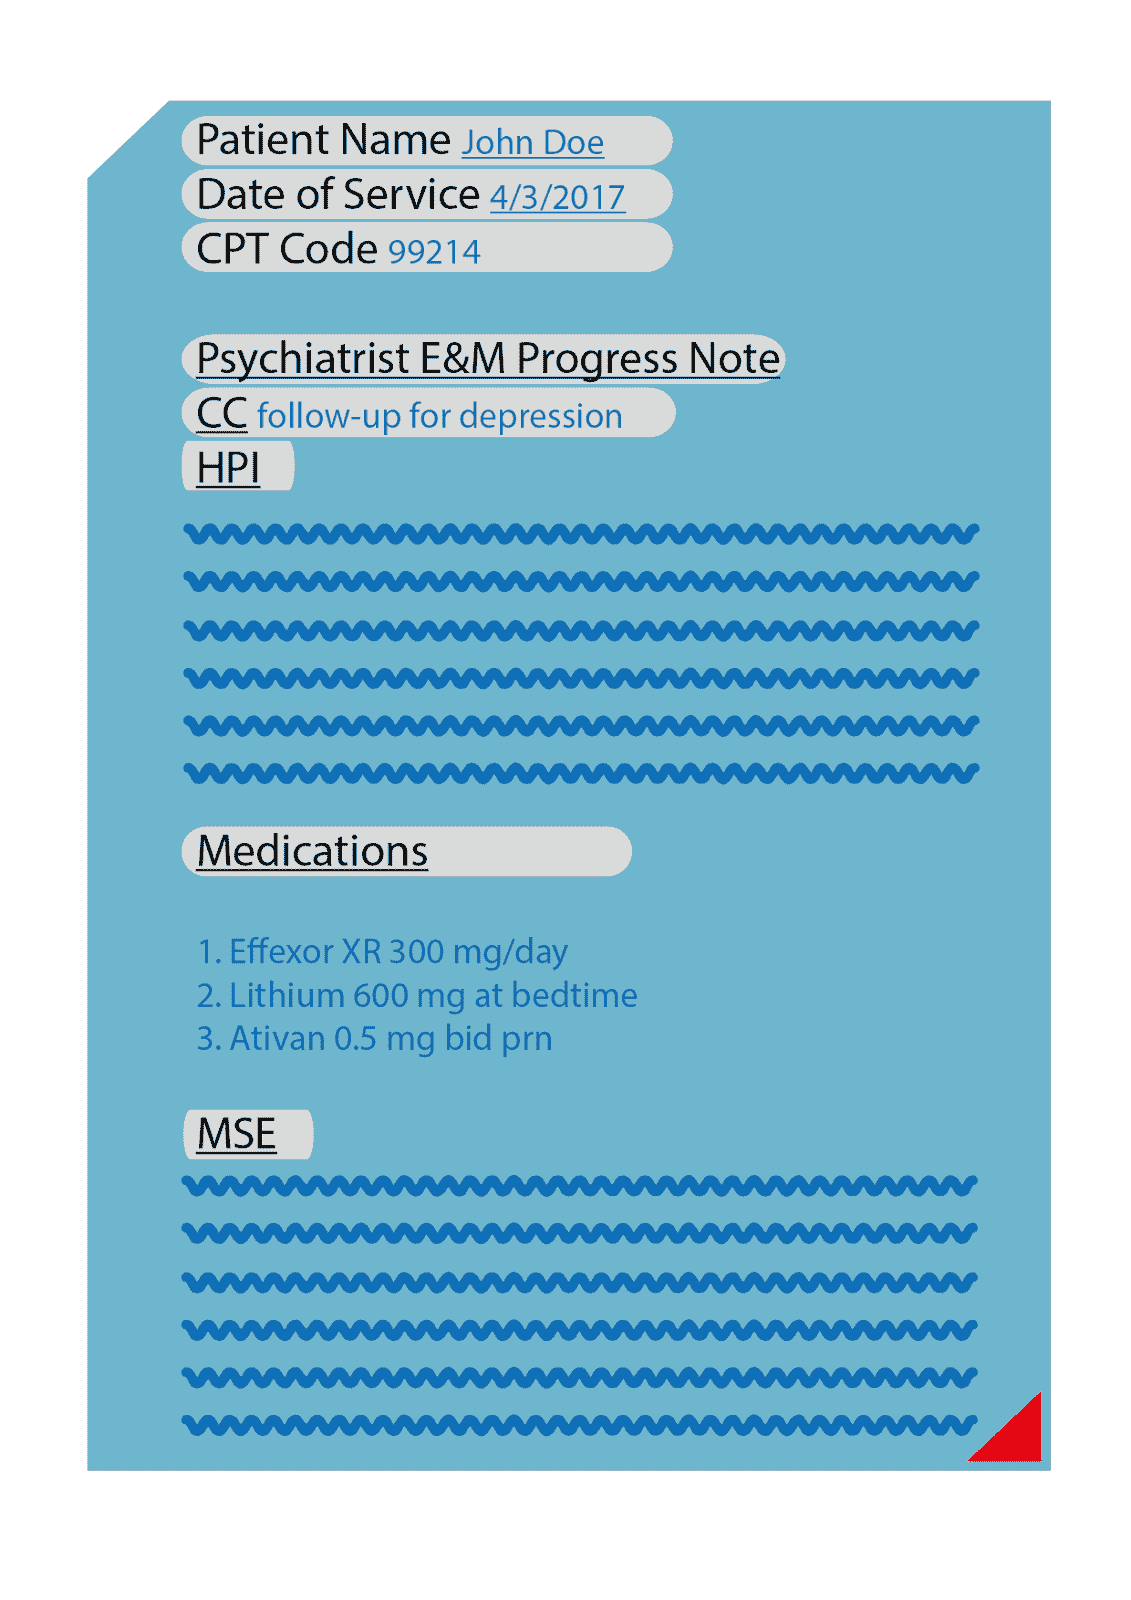 Patient Name John Doe
Date of Service 4/3/2017
CPT Code 99214
Psychiatrist E&M Progress Note
CC follow-up for depression
HPI
Medications
1. Effexor XR 300 mg/day
2. Lithium 600 mg at bedtime
3. Ativan 0.5 mg bid prn
MSE